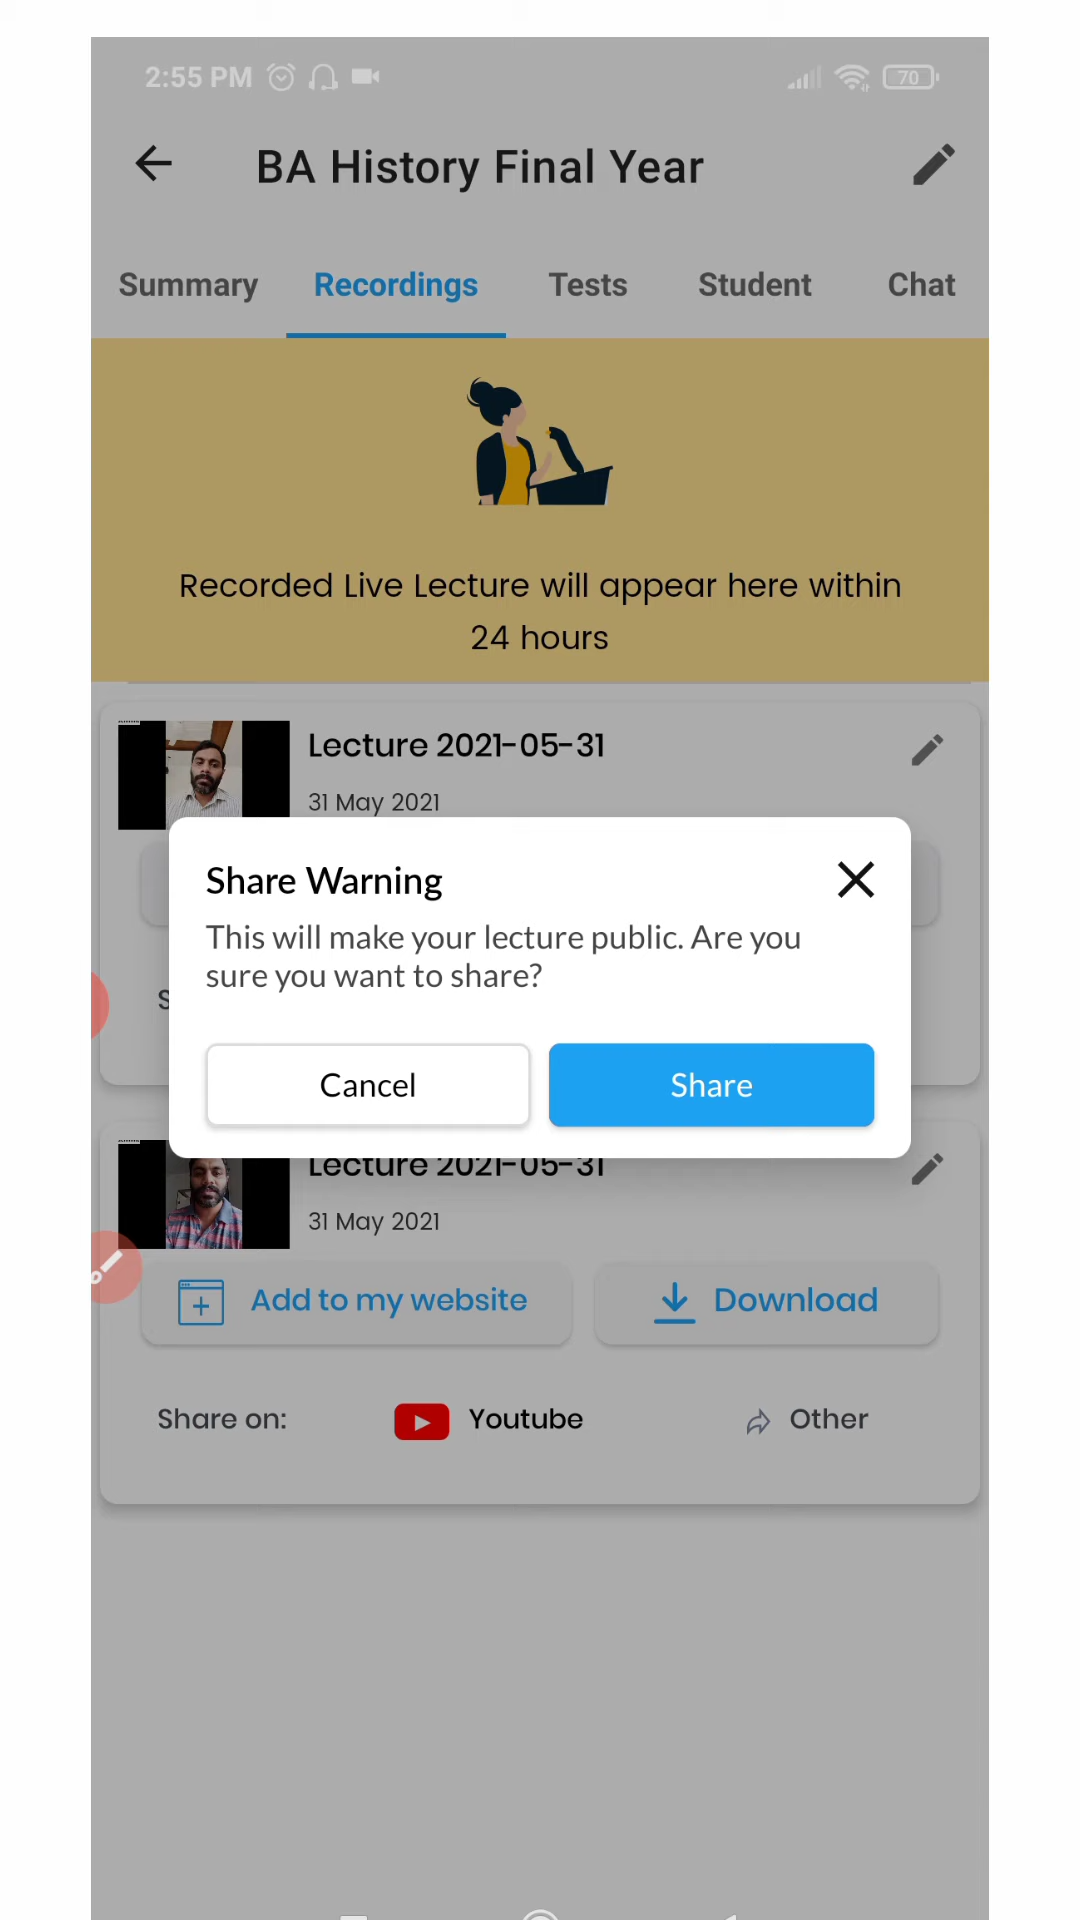 2:55 PM
70
BA History Final Year
Summary Recordings Tests Student Chat
Recorded Live Lecture will appear here within
24 hours
Lecture 2021-05-31
31 May 2021
Share Warning
This will make your lecture public. Are you
sure you want to share?
S
Cancel Share
Lecture 2021-05-31
31 May 2021
Add to my website Download
Share on: Youtube Other